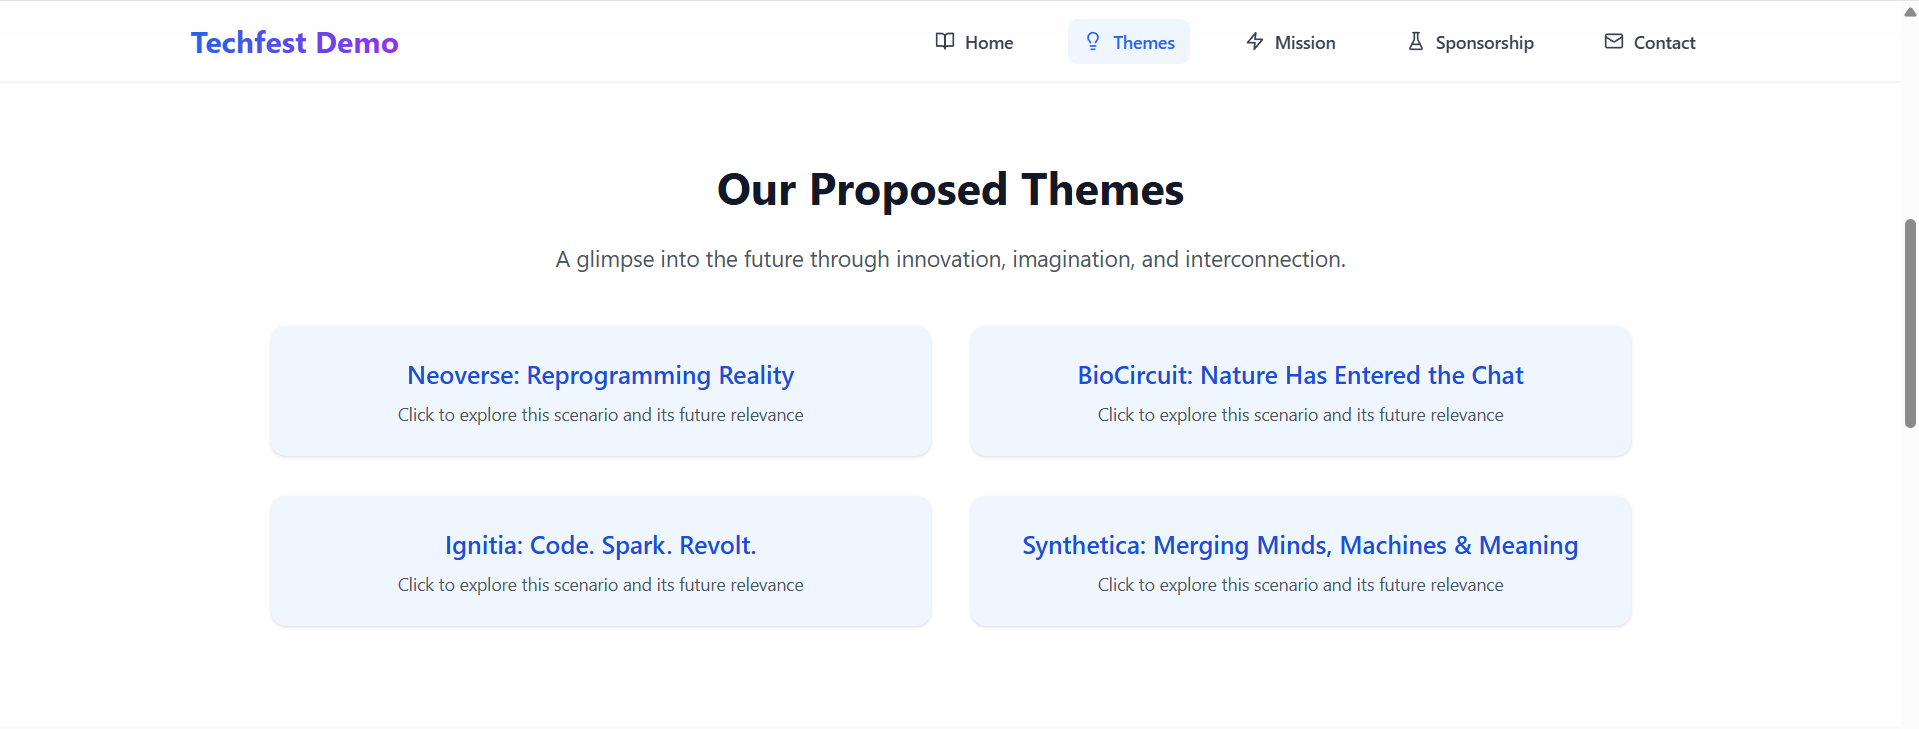 Techfest Demo
Home
Themes
Mission
Sponsorship
Contact
Our Proposed Themes
A glimpse into the future through innovation, imagination, and interconnection.
Neoverse: Reprogramming Reality
Click to explore this scenario and its future relevance
BioCircuit: Nature Has Entered the Chat
Click to explore this scenario and its future relevance
Ignitia: Code. Spark. Revolt.
Click to explore this scenario and its future relevance
Synthetica: Merging Minds, Machines & Meaning
Click to explore this scenario and its future relevance